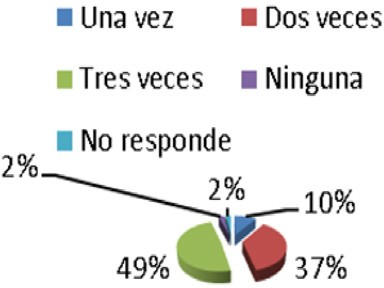 Una vez Dos veces
Tres veces Ninguna
No responde
2%
2%
10%
49%
37%